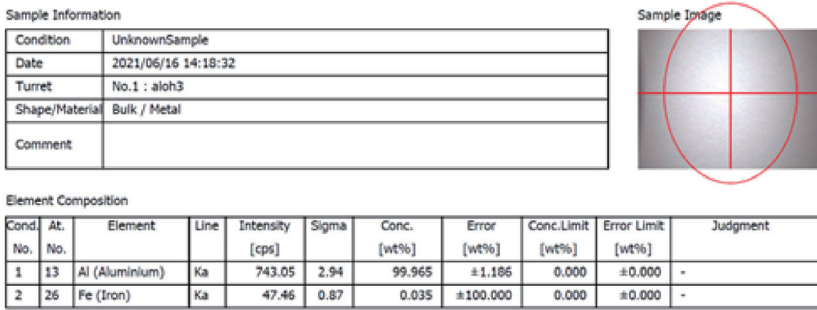 Sample Information
Sample Image
Condition UnknownSample
Date 2021/06/16 14:18:32
Turret No.1 : aloh3
Shape/Material Bulk / Metal
Comment
Element Composition
Cond. At. Element Line Intensity Sigma Conc. Error Conc.Limit Error Limit Judgment
No. No. [cps] [wt%] [wt%] [wt%] [wt%]
1 13 Al (Aluminium) Ka 743.05 2.94 99.965 ±1.186 0.000 ±0.000 -
2 26 Fe (Iron) Ka 47.46 0.87 0.035 ±100.000 0.000 ±0.000 -